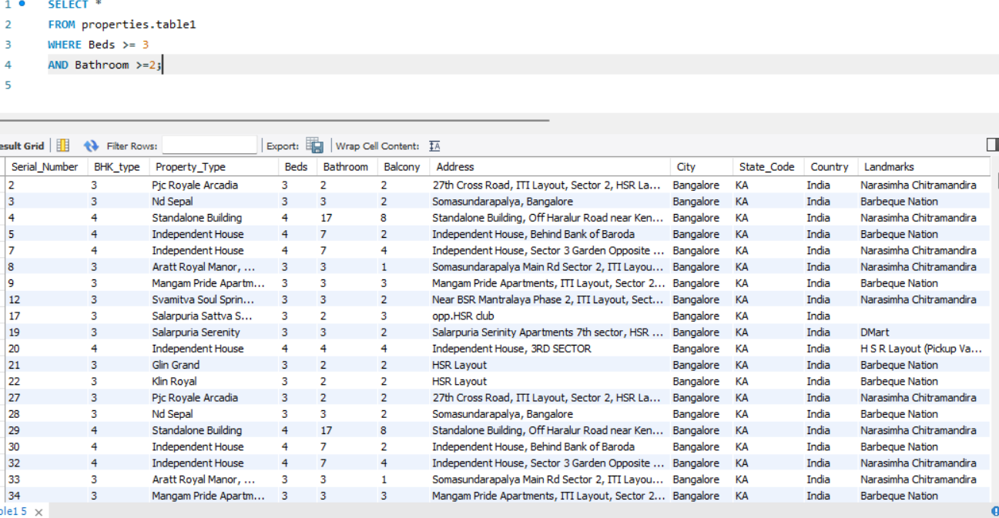 1 SELECT *
2 FROM properties.table1
3 WHERE Beds >= 3
4 AND Bathroom >=2;
5
esult Grid Filter Rows: Export: Wrap Cell Content:
Serial_Number BHK_type Property_Type Beds Bathroom Balcony Address City State_Code Country Landmarks
2 3 Pjc Royale Arcadia 3 2 2 27th Cross Road, ITI Layout, Sector 2, HSR La... Bangalore KA India Narasimha Chitramandira
3 3 Nd Sepal 3 3 2 Somasundarapalya, Bangalore Bangalore KA India Barbeque Nation
4 4 Standalone Building 4 17 8 Standalone Building, Off Haralur Road near Ken... Bangalore KA India Narasimha Chitramandira
5 4 Independent House 4 7 2 Independent House, Behind Bank of Baroda Bangalore KA India Barbeque Nation
7 4 Independent House 4 7 4 Independent House, Sector 3 Garden Opposite ... Bangalore KA India Narasimha Chitramandira
8 3 Aratt Royal Manor, ... 3 3 1 Somasundarapalya Main Rd Sector 2, ITI Layou... Bangalore KA India Narasimha Chitramandira
9 3 Mangam Pride Apartm... 3 3 3 Mangam Pride Apartments, ITI Layout, Sector 2... Bangalore KA India Barbeque Nation
12 3 Svamitva Soul Sprin... 3 3 2 Near BSR Mantralaya Phase 2, ITI Layout, Sect... Bangalore KA India Narasimha Chitramandira
17 3 Salarpuria Sattva S... 3 2 3 opp.HSR club Bangalore KA India
19 3 Salarpuria Serenity 3 3 2 Salarpuria Serinity Apartments 7th sector, HSR ... Bangalore KA India DMart
20 4 Independent House 4 4 4 Independent House, 3RD SECTOR Bangalore KA India H S R Layout (Pickup Va...
21 3 Glin Grand 3 2 2 HSR Layout Bangalore KA India Barbeque Nation
22 3 Klin Royal 3 2 2 HSR Layout Bangalore KA India Barbeque Nation
27 3 Pjc Royale Arcadia 3 2 2 27th Cross Road, ITI Layout, Sector 2, HSR La... Bangalore KA India Narasimha Chitramandira
28 3 Nd Sepal 3 3 2 Somasundarapalya, Bangalore Bangalore KA India Barbeque Nation
29 4 Standalone Building 4 17 8 Standalone Building, Off Haralur Road near Ken... Bangalore KA India Narasimha Chitramandira
30 4 Independent House 4 7 2 Independent House, Behind Bank of Baroda Bangalore KA India Barbeque Nation
32 4 Independent House 4 7 4 Independent House, Sector 3 Garden Opposite ... Bangalore KA India Narasimha Chitramandira
33 3 Aratt Royal Manor, ... 3 3 1 Somasundarapalya Main Rd Sector 2, ITI Layou... Bangalore KA India Narasimha Chitramandira
34 3 Mangam Pride Apartm... 3 3 3 Mangam Pride Apartments, ITI Layout, Sector 2... Bangalore KA India Barbeque Nation
ble1 5